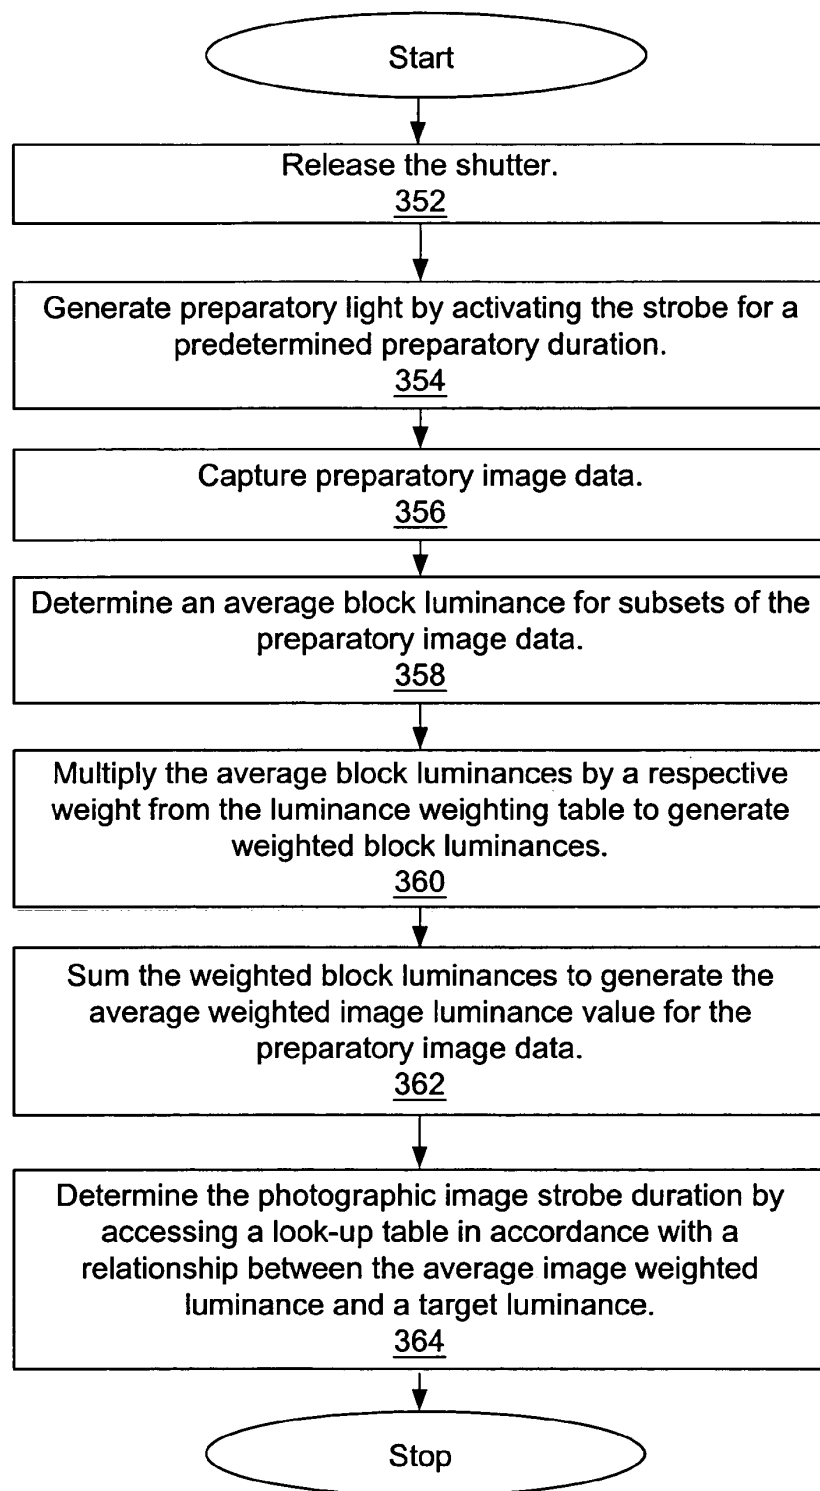 Start
Release the shutter.
352
Generate preparatory light by activating the strobe for a
predetermined preparatory duration.
354
Capture preparatory image data.
356
Determine an average block luminance for subsets of the
preparatory image data.
358
Multiply the average block luminances by a respective
weight from the luminance weighting table to generate
weighted block luminances.
360
Sum the weighted block luminances to generate the
average weighted image luminance value for the
preparatory image data.
362
Determine the photographic image strobe duration by
accessing a look-up table in accordance with a
relationship between the average image weighted
luminance and a target luminance.
364
Stop